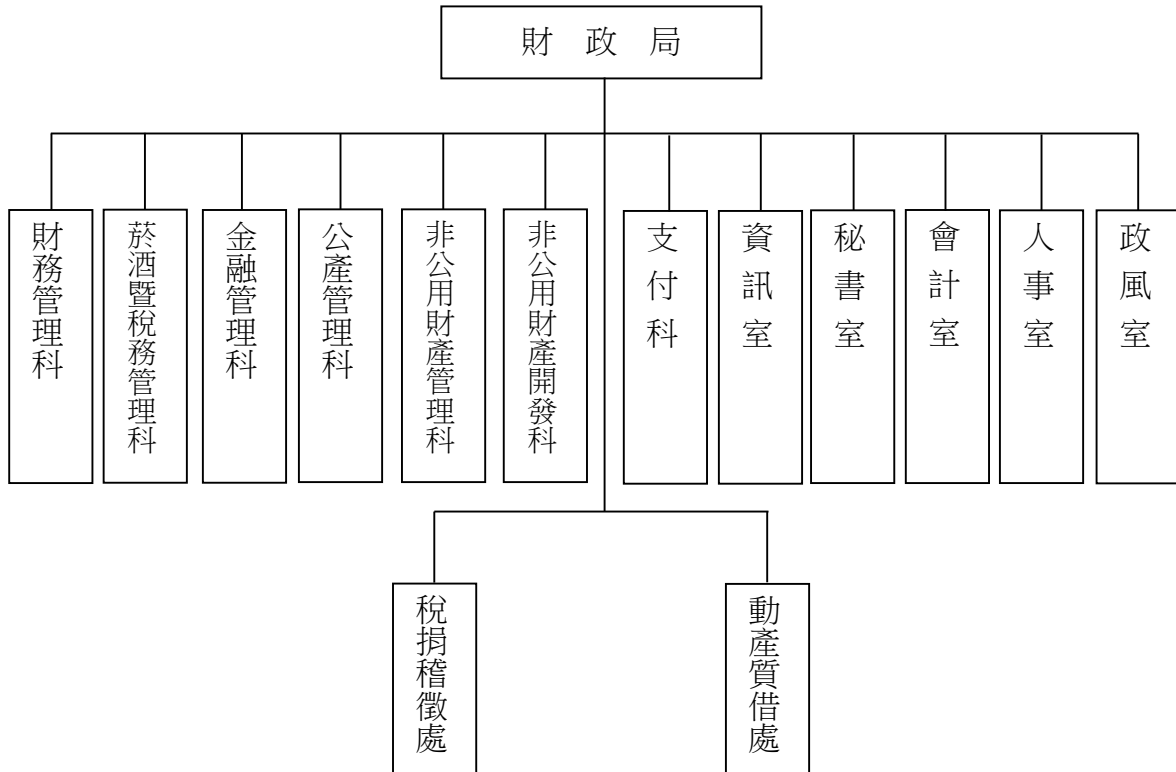 財政局
財務管理科
菸酒暨稅務管理科
金融管理科
公產管理科
非公用財產管理科
非公用財產開發科
支付科
資訊室
秘書室
會計室
人事室
政風室
稅捐稽徵處
動產質借處